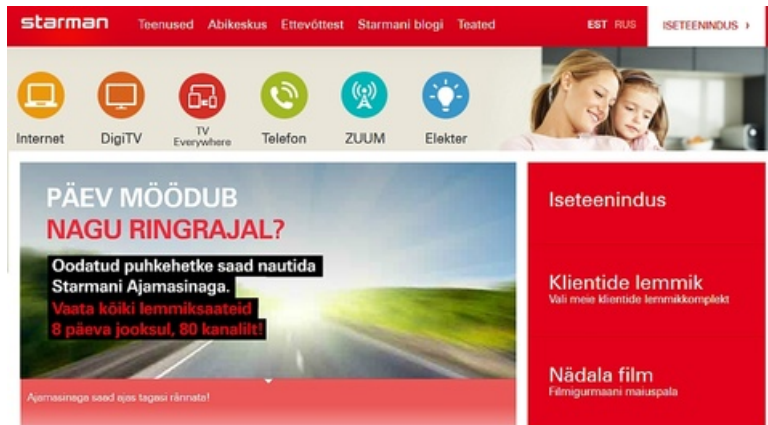 starman
Teenused Abikeskus Ettevõttest Starmani blogi Teated EST RUS ISETEENINDUS ›
Internet DigiTV TV Everywhere Telefon ZUUM Elekter
PÄEV MÖÖDUB
NAGU RINGRAJAL?
Oodatud puhkehetke saad nautida
Starmani Ajamasinaga.
Vaata kõiki lemmiksaateid
8 päeva jooksul, 80 kanalilt!
Ajamasinaga saad ajas tagasi rännata!
Iseteenindus
Klientide lemmik
Vali meie klientide lemmikkomplekt
Nädala film
Filmigurmaani maiuspala